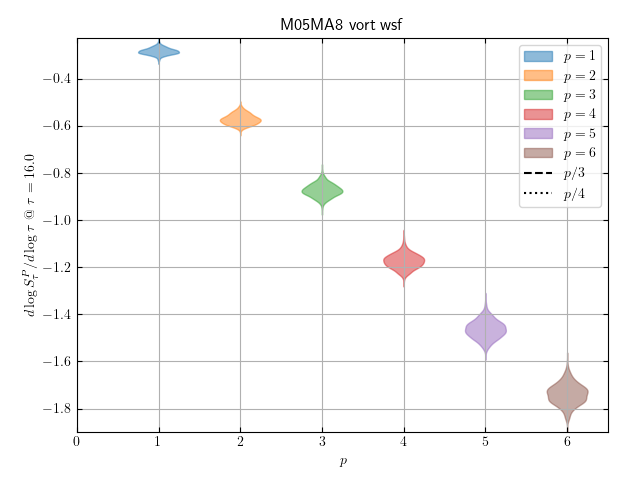 M05MA8 vort wsf
d log S_τ^P / d log τ @ τ = 16.0
−0.4
−0.6
−0.8
−1.0
−1.2
−1.4
−1.6
−1.8
0 1 2 3 4 5 6
p
p = 1
p = 2
p = 3
p = 4
p = 5
p = 6
p/3
p/4